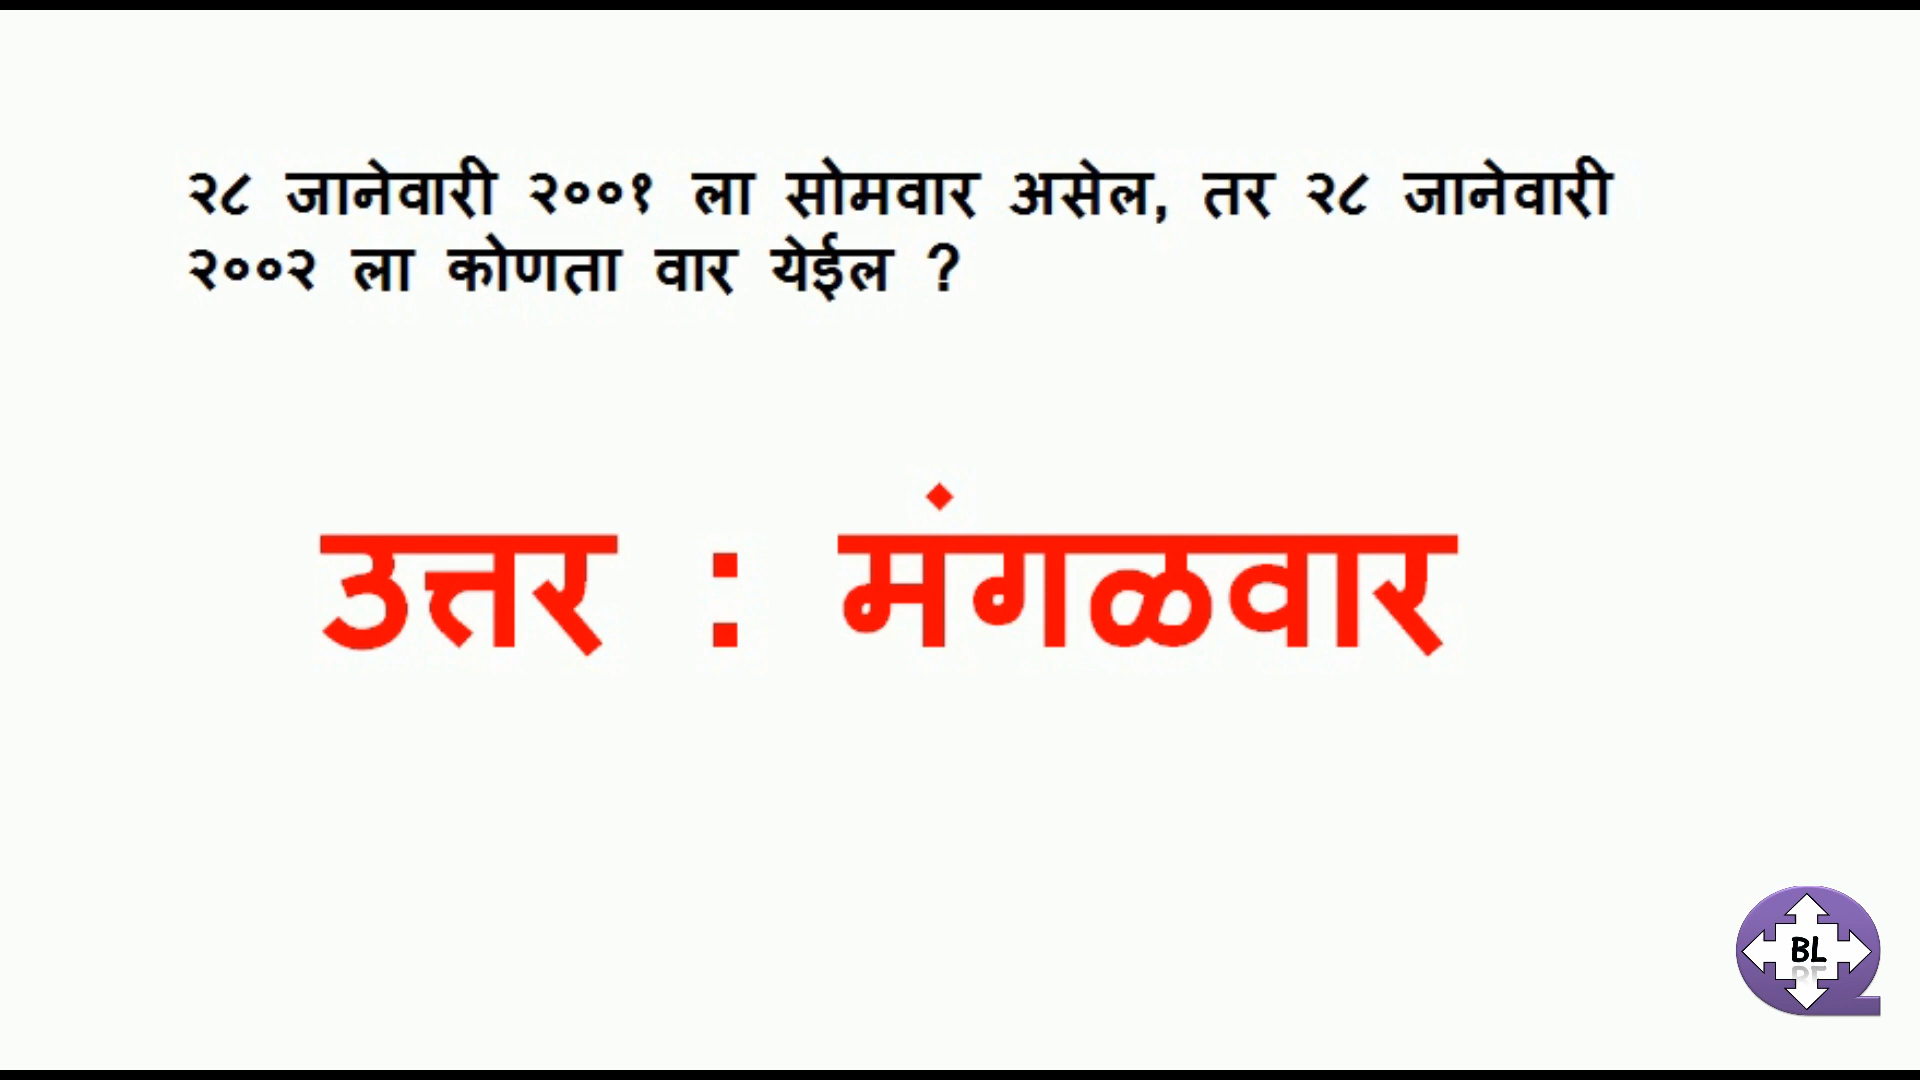 २८ जानेवारी २००१ ला सोमवार असेल, तर २८ जानेवारी
२००२ ला कोणता वार येईल ?
उत्तर : मंगळवार
BL